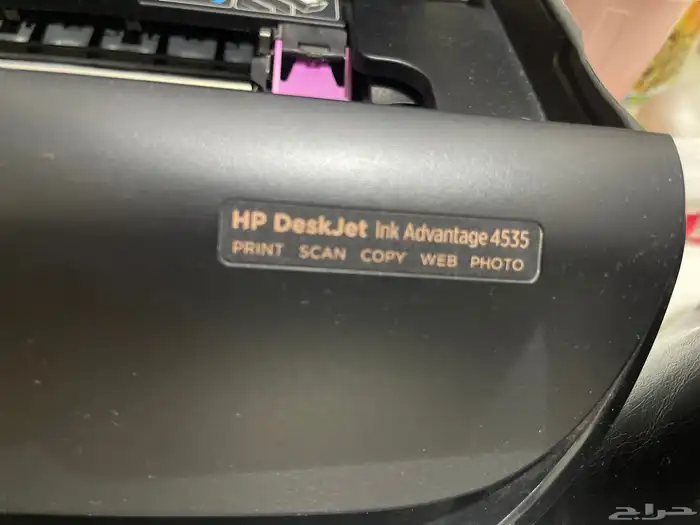 HP DeskJet Ink Advantage 4535
PRINT SCAN COPY WEB PHOTO
حراج